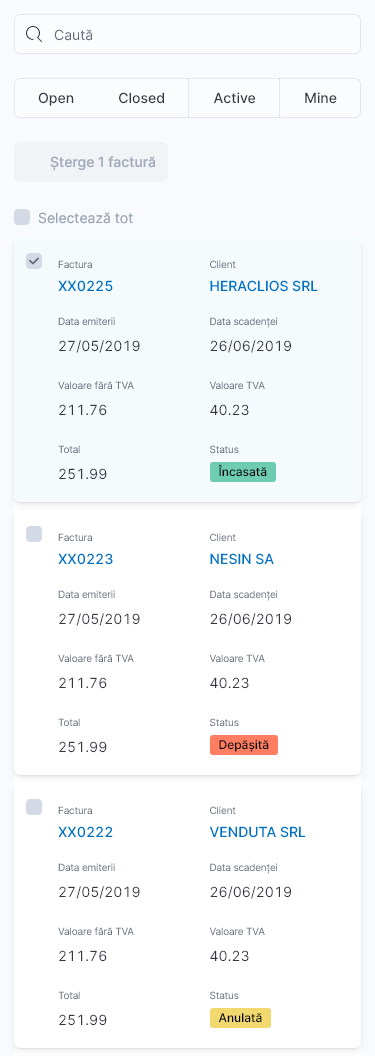 Caută
Open Closed Active Mine
Șterge 1 factură
Selectează tot
Factura Client
XX0225 HERACLIOS SRL
Data emiterii Data scadenței
27/05/2019 26/06/2019
Valoare fără TVA Valoare TVA
211.76 40.23
Total Status
251.99 Încasată
Factura Client
XX0223 NESIN SA
Data emiterii Data scadenței
27/05/2019 26/06/2019
Valoare fără TVA Valoare TVA
211.76 40.23
Total Status
251.99 Depășită
Factura Client
XX0222 VENDUTA SRL
Data emiterii Data scadenței
27/05/2019 26/06/2019
Valoare fără TVA Valoare TVA
211.76 40.23
Total Status
251.99 Anulată